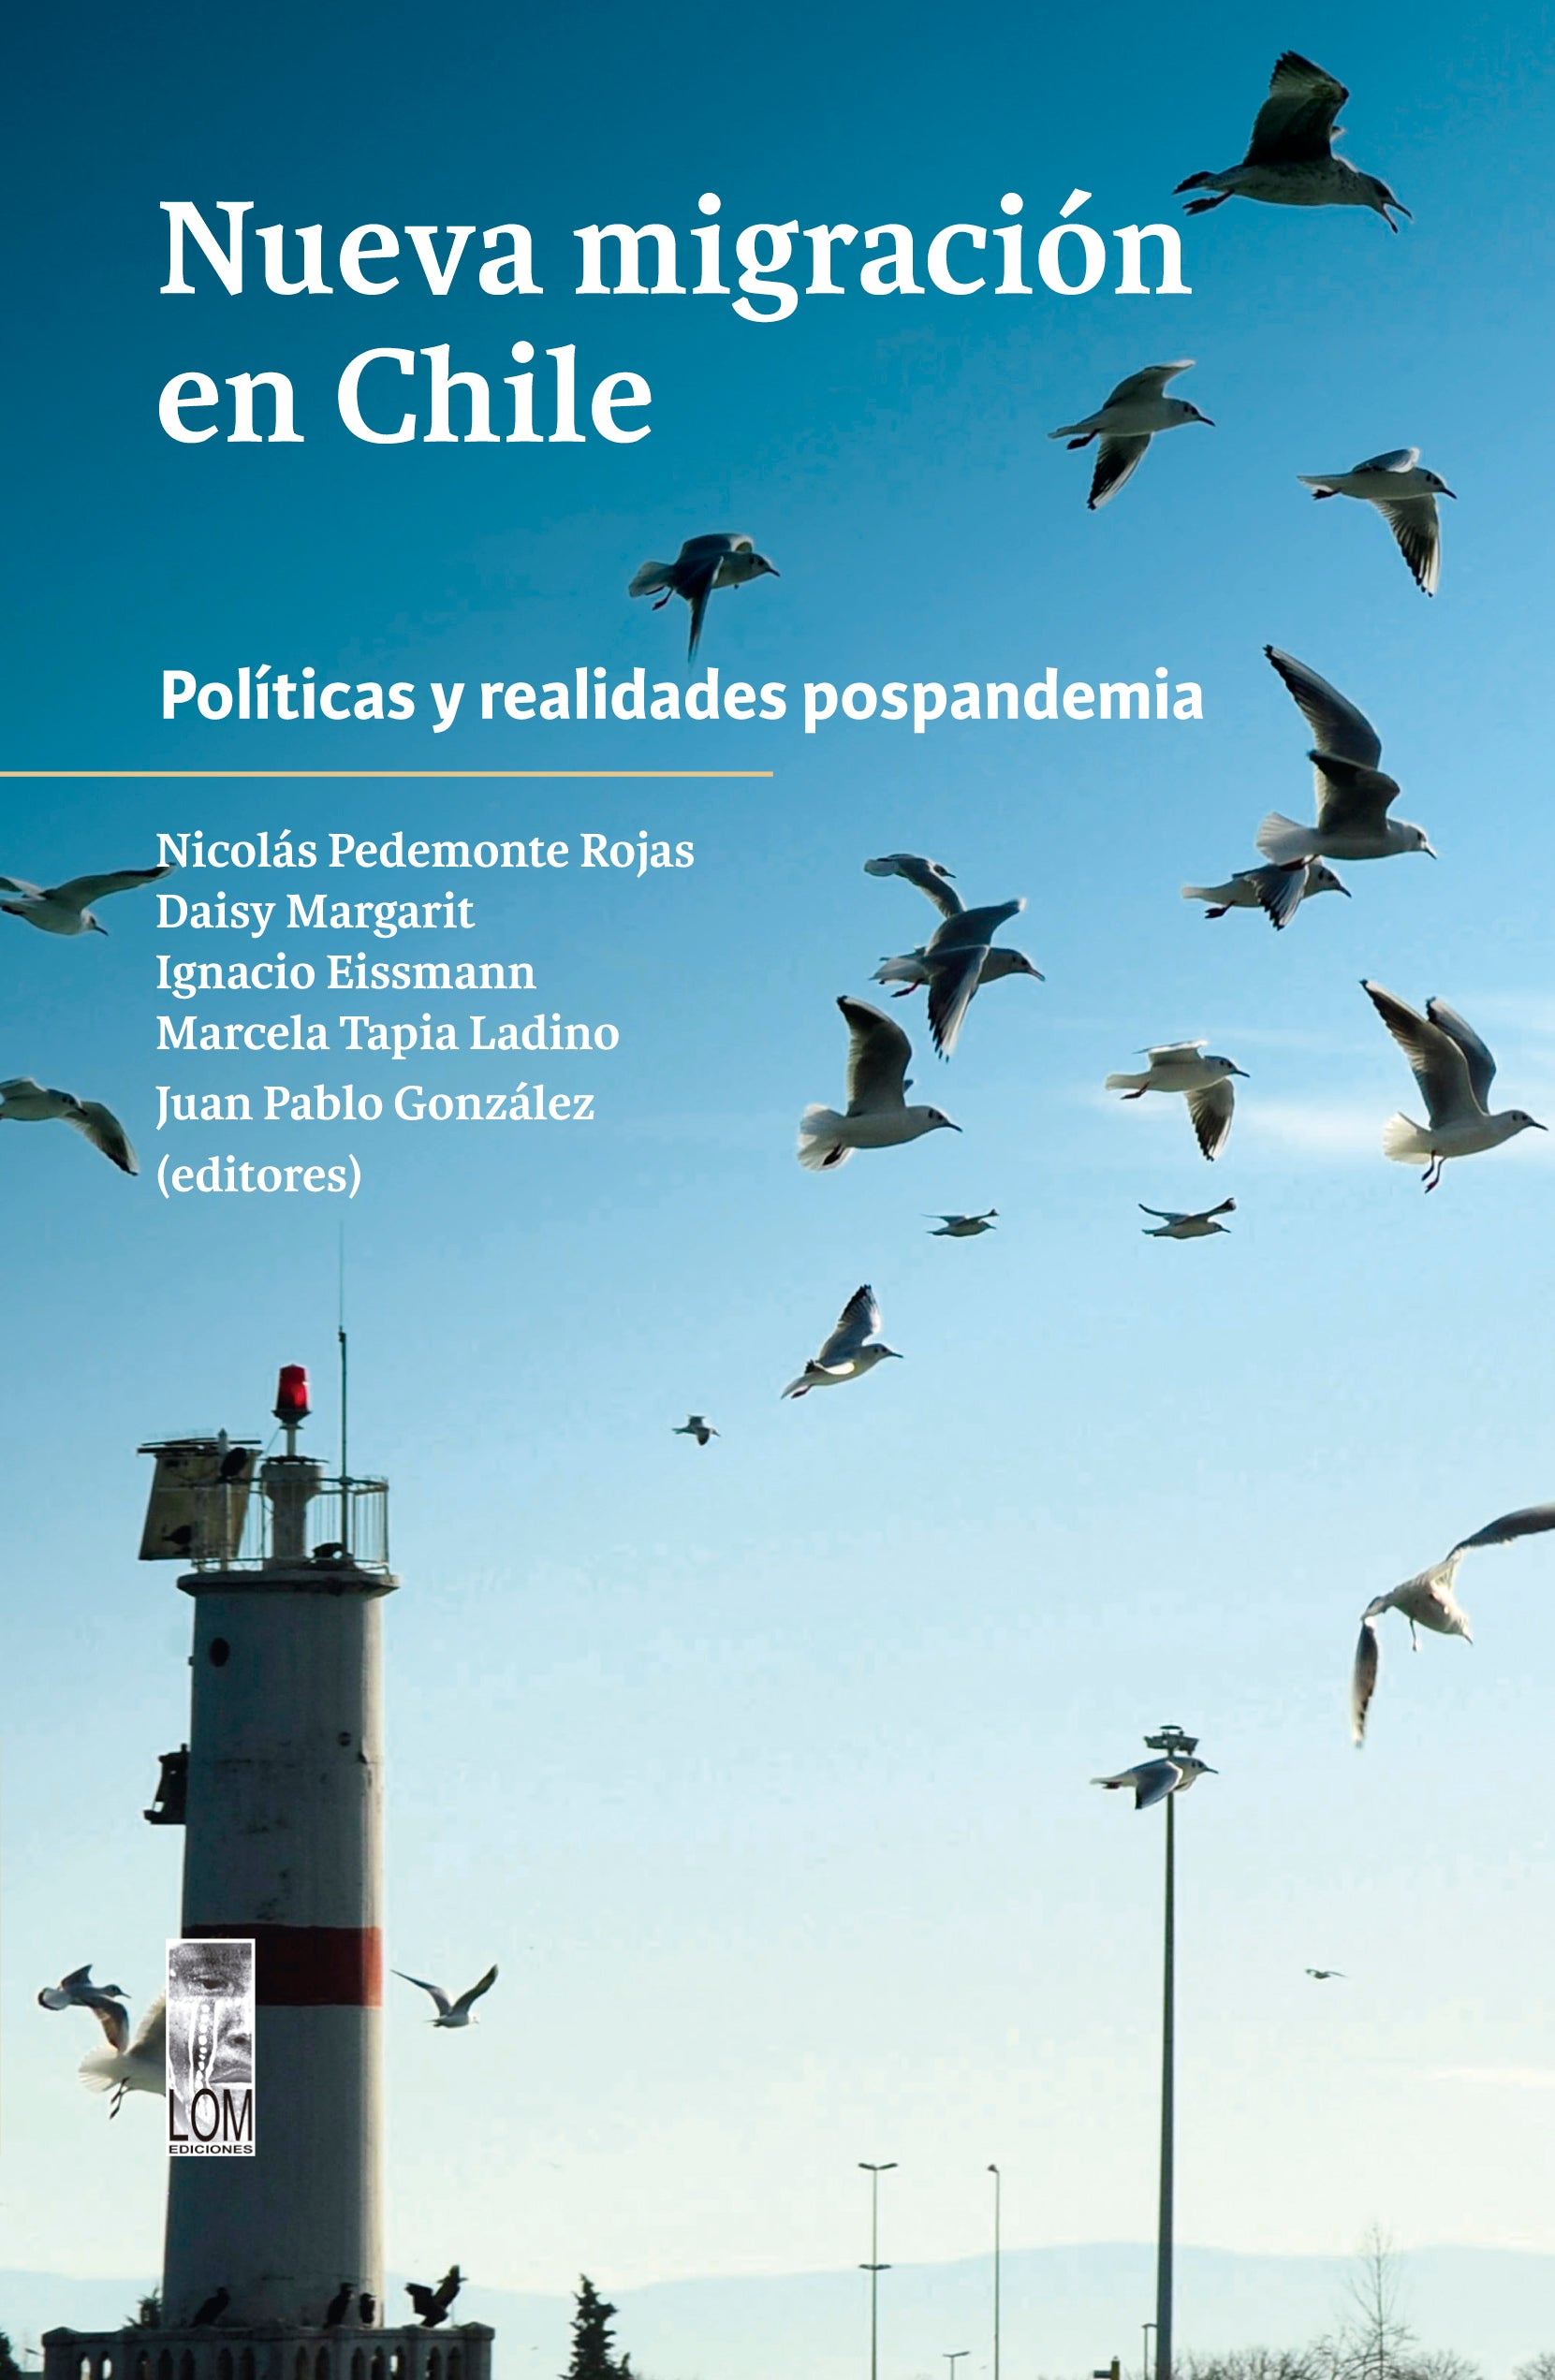 Nueva migración
en Chile
Políticas y realidades pospandemia
Nicolás Pedemonte Rojas
Daisy Margarit
Ignacio Eissmann
Marcela Tapia Ladino
Juan Pablo González
(editores)
LOM
EDICIONES